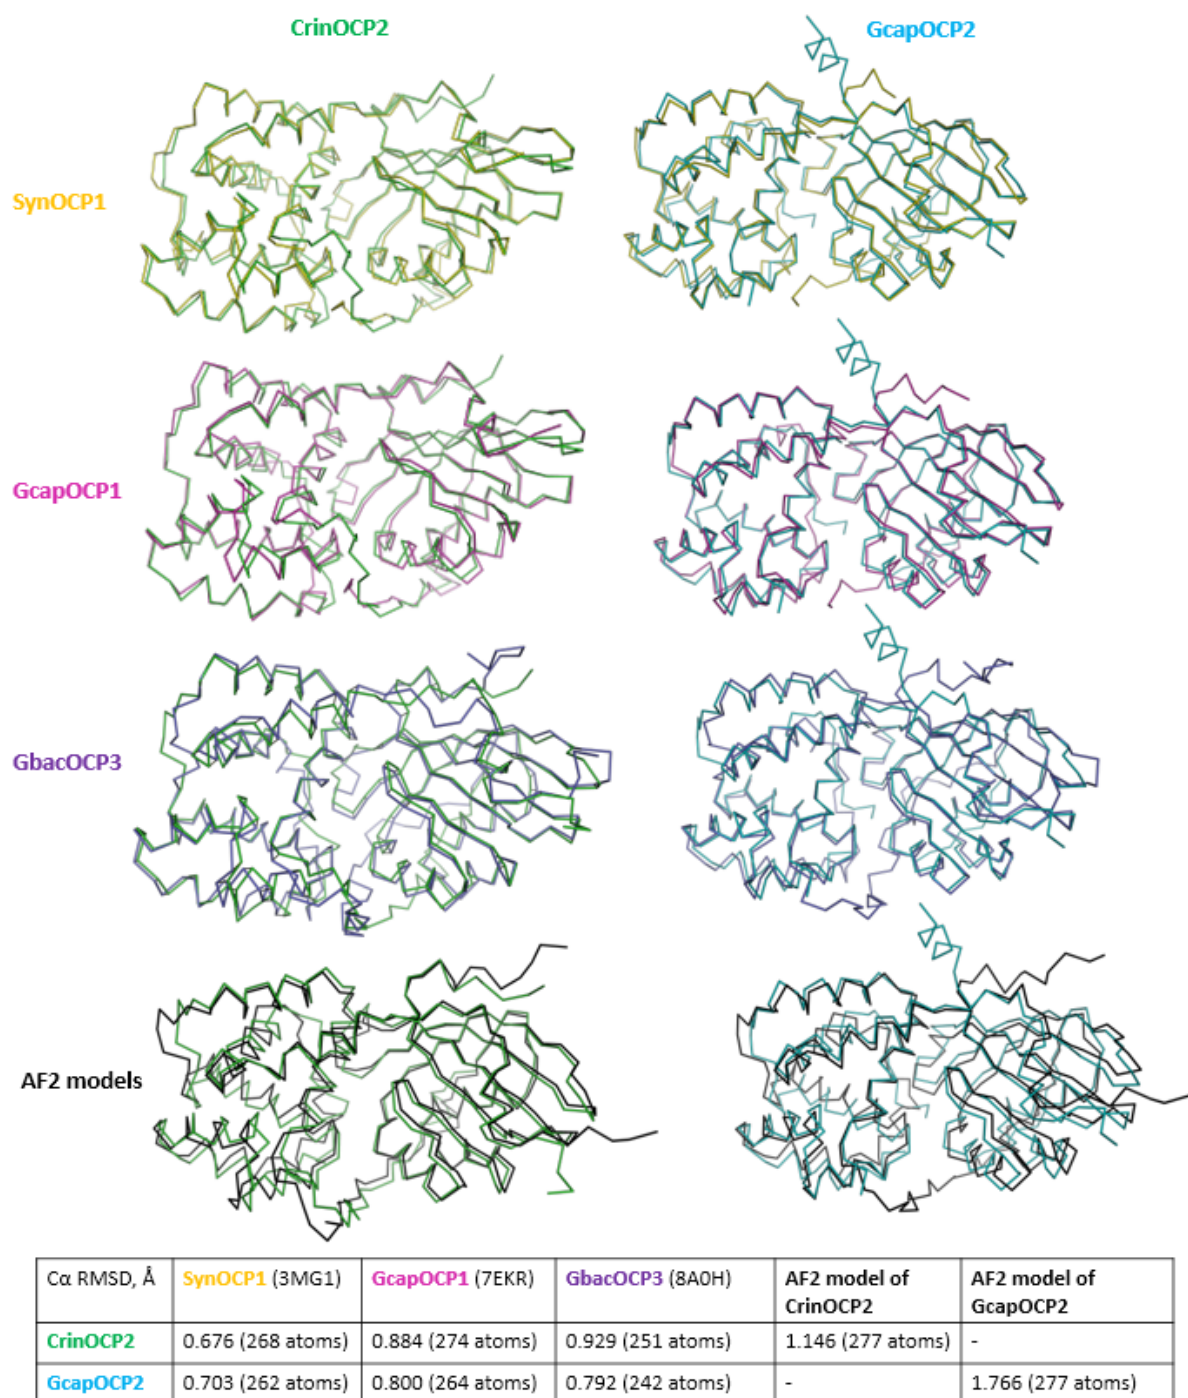 CrinOCP2 GcapOCP2
SynOCP1
GcapOCP1
GbacOCP3
AF2 models
Cα RMSD, Å SynOCP1 (3MG1) GcapOCP1 (7EKR) GbacOCP3 (8A0H) AF2 model of CrinOCP2 AF2 model of GcapOCP2
CrinOCP2 0.676 (268 atoms) 0.884 (274 atoms) 0.929 (251 atoms) 1.146 (277 atoms) -
GcapOCP2 0.703 (262 atoms) 0.800 (264 atoms) 0.792 (242 atoms) - 1.766 (277 atoms)